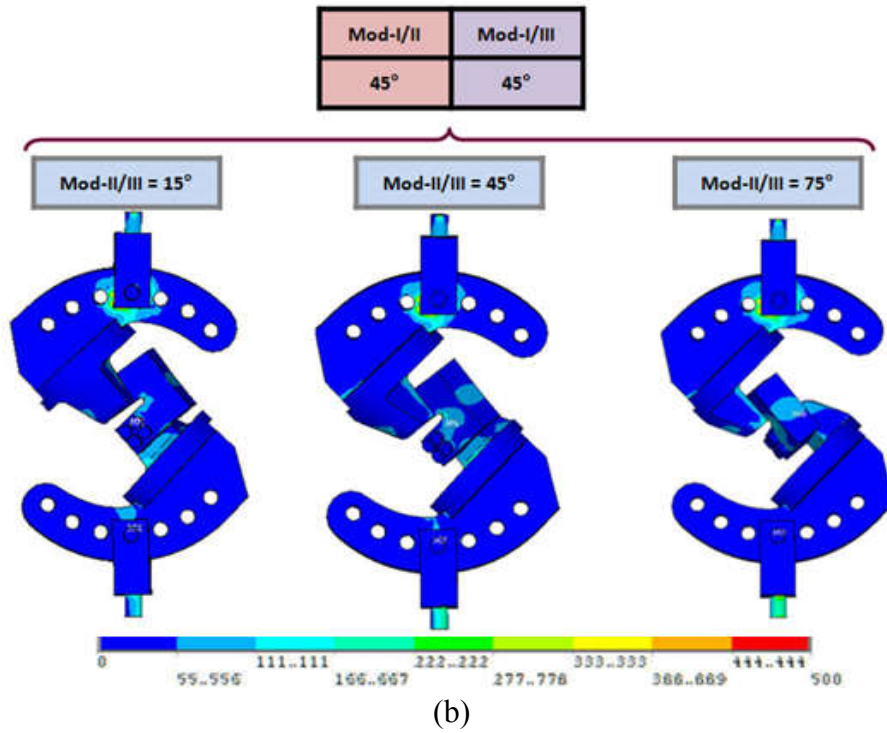 Mod-I/II Mod-I/III
45° 45°
Mod-II/III = 15° Mod-II/III = 45° Mod-II/III = 75°
0 111..111 222..222 333..333 444..444
55..556 166..667 277..778 388..889 500
(b)